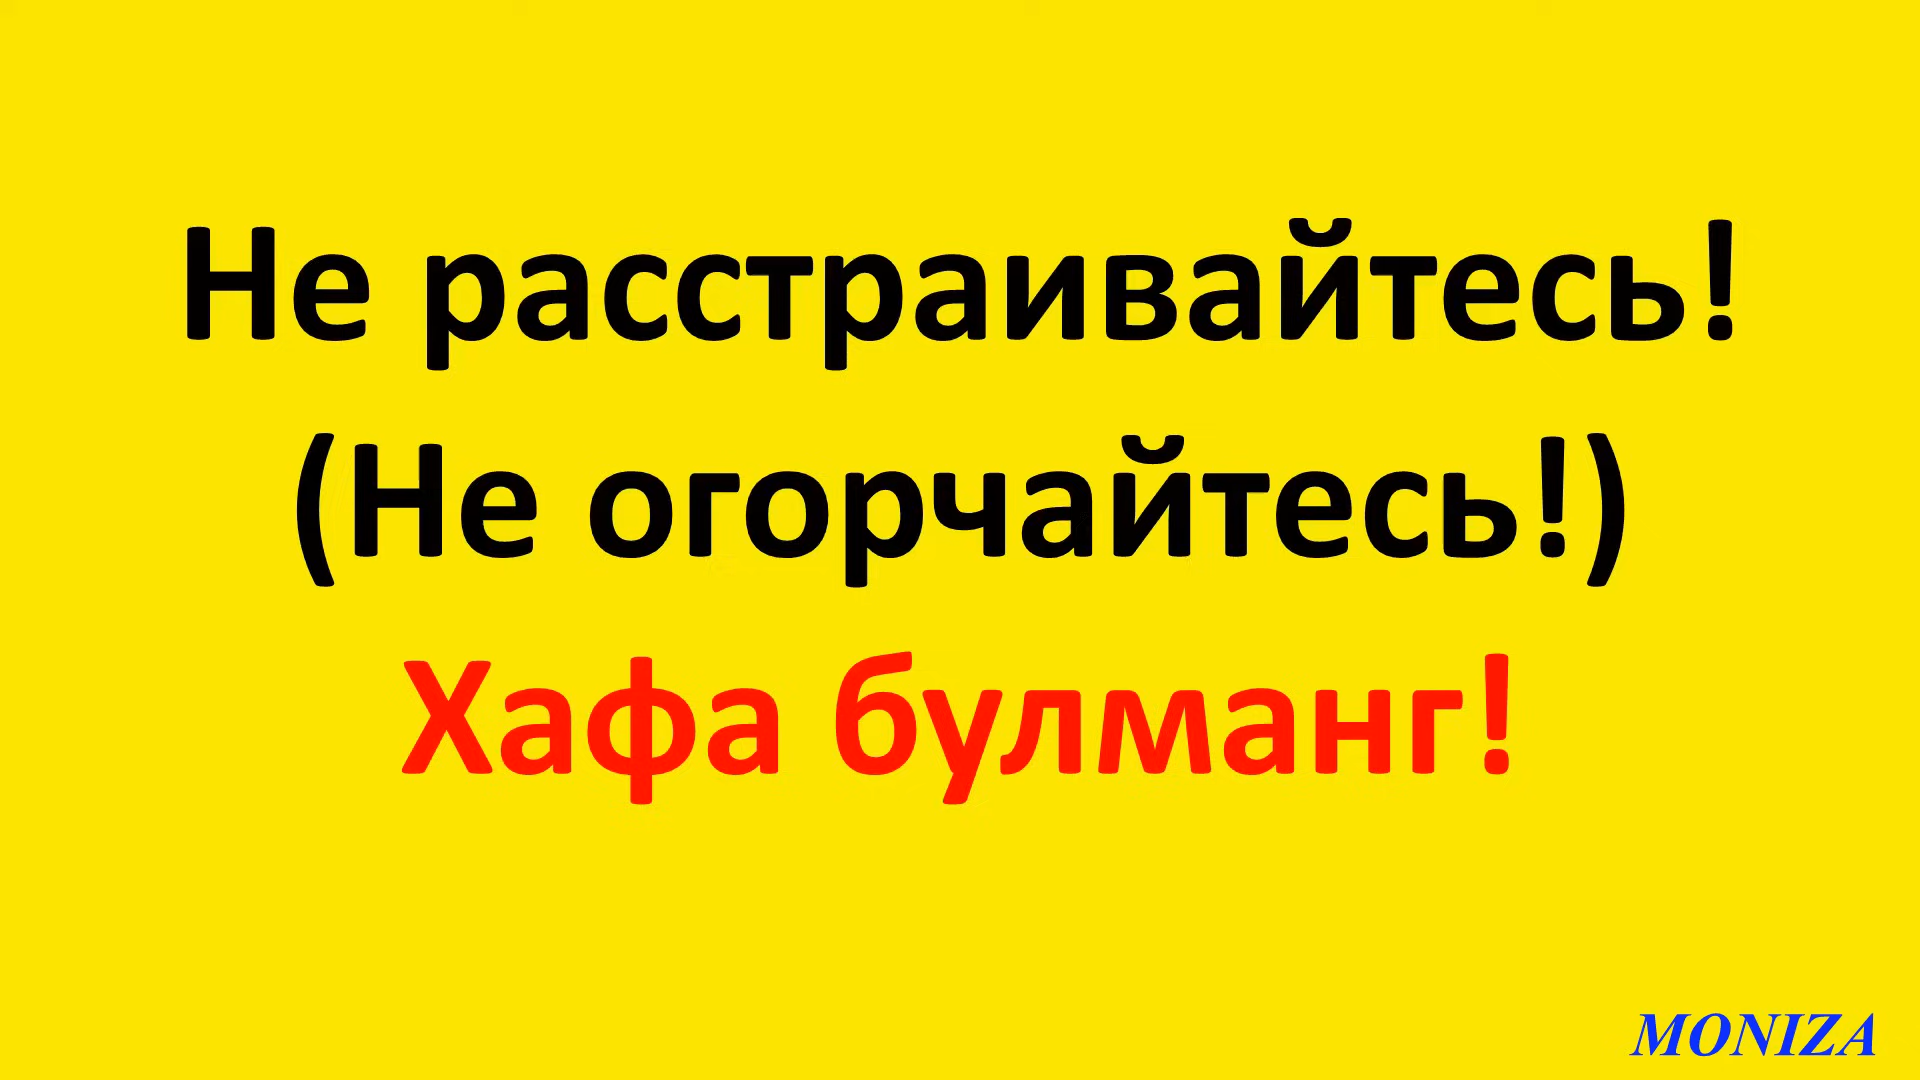 Не расстраивайтесь!
(Не огорчайтесь!)
Хафа булманг!
MONIZA